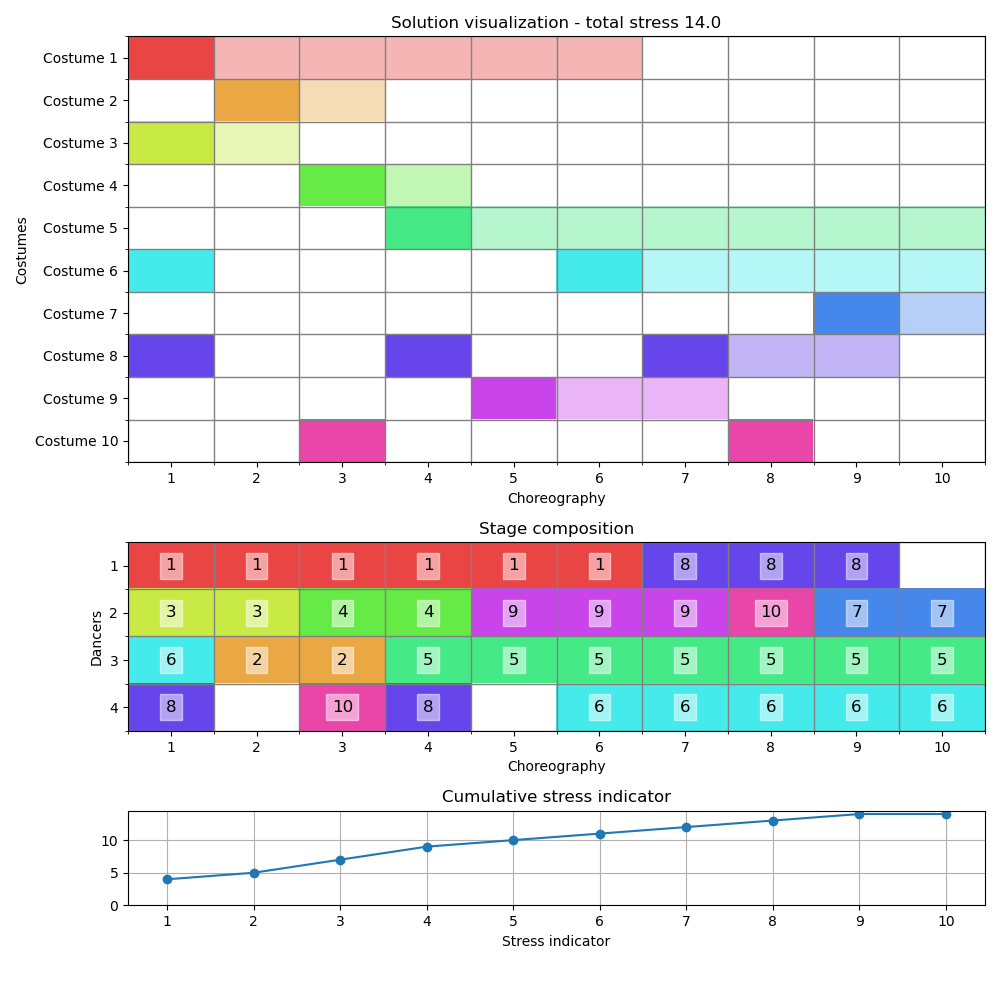 Solution visualization - total stress 14.0
Costume 1
Costume 2
Costume 3
Costume 4
Costume 5
Costume 6
Costume 7
Costume 8
Costume 9
Costume 10
Costumes
1 2 3 4 5 6 7 8 9 10
Choreography
Stage composition
1 1 1 1 1 1 1 8 8 8
2 3 3 4 4 9 9 9 10 7 7
3 6 2 2 5 5 5 5 5 5 5
4 8 10 8 6 6 6 6 6
Dancers
1 2 3 4 5 6 7 8 9 10
Choreography
Cumulative stress indicator
10
5
0
1 2 3 4 5 6 7 8 9 10
Stress indicator